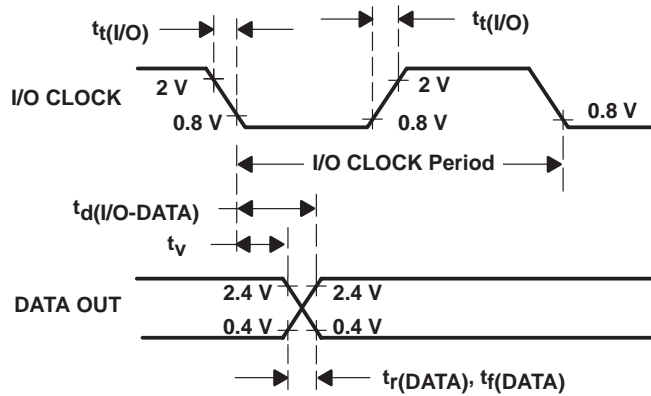 tt(I/O)
tt(I/O)
I/O CLOCK
2 V
2 V
0.8 V
0.8 V
0.8 V
I/O CLOCK Period
td(I/O-DATA)
tv
DATA OUT
2.4 V
2.4 V
0.4 V
0.4 V
tr(DATA), tf(DATA)